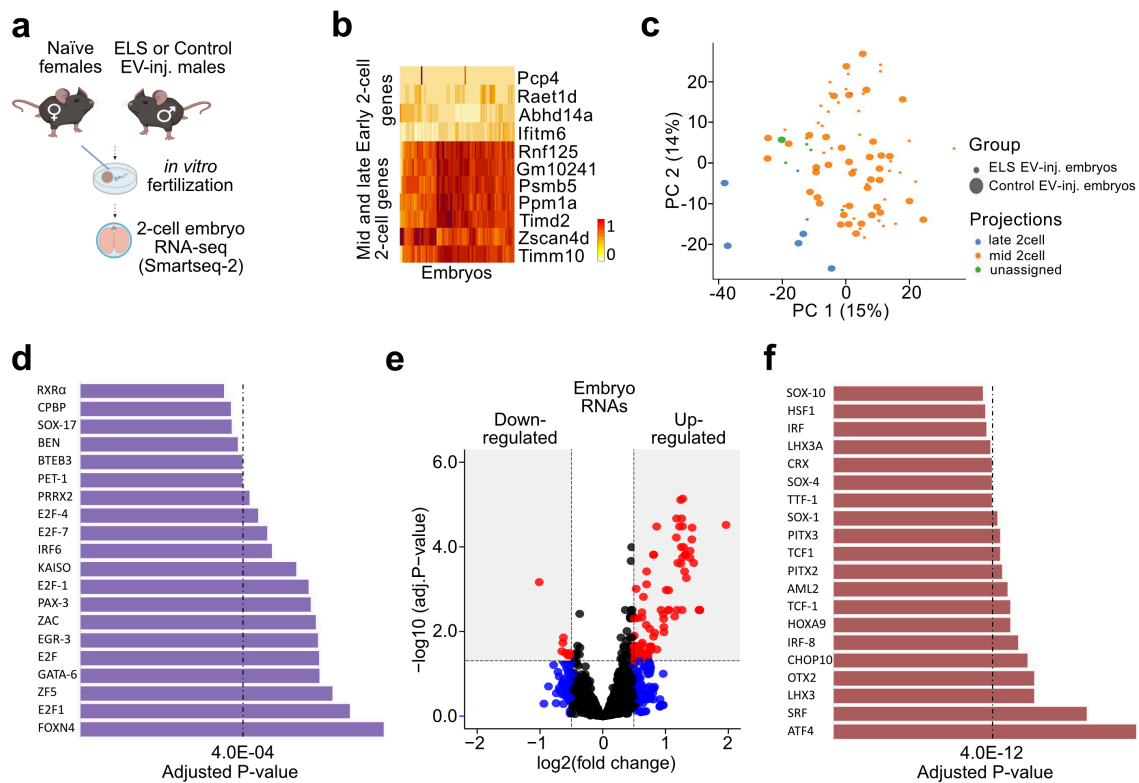 a
Naïve
females
ELS or Control
EV-inj. males
in vitro
fertilization
2-cell embryo
RNA-seq
(Smartseq-2)
b
Mid and late
2-cell genes
Early 2-cell
genes
Pcp4
Raet1d
Abhd14a
Ifitm6
Rnf125
Gm10241
Psmb5
Ppm1a
Timd2
Zscan4d
Timm10
1
0
Embryos
c
PC 2 (14%)
20
10
0
-10
-20
-40
-20
0
20
PC 1 (15%)
Group
ELS EV-inj. embryos
Control EV-inj. embryos
Projections
late 2cell
mid 2cell
unassigned
d
RXRα
CPBP
SOX-17
BEN
BTEB3
PET-1
PRRX2
E2F-4
E2F-7
IRF6
KAISO
E2F-1
PAX-3
ZAC
EGR-3
E2F
GATA-6
ZF5
E2F1
FOXN4
4.0E-04
Adjusted P-value
e
Embryo
RNAs
Down-
regulated
Up-
regulated
−log10 (adj.P−value)
6.0
4.0
2.0
0.0
−2
−1
0
1
2
log2(fold change)
f
SOX-10
HSF1
IRF
LHX3A
CRX
SOX-4
TTF-1
SOX-1
PITX3
TCF1
PITX2
AML2
TCF-1
HOXA9
IRF-8
CHOP10
OTX2
LHX3
SRF
ATF4
4.0E-12
Adjusted P-value